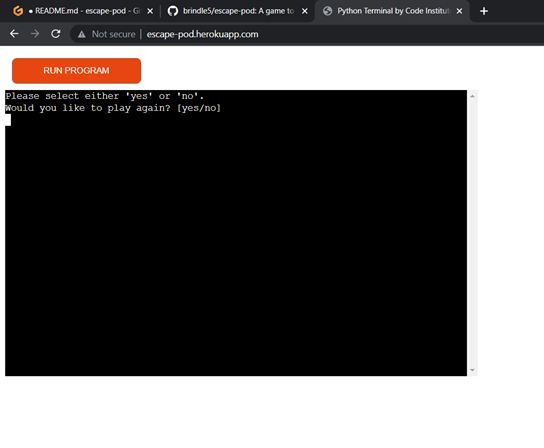 ● README.md - escape-pod - Gi
brindle5/escape-pod: A game to
Python Terminal by Code Institut
Not secure | escape-pod.herokuapp.com
RUN PROGRAM
Please select either 'yes' or 'no'.
Would you like to play again? [yes/no]